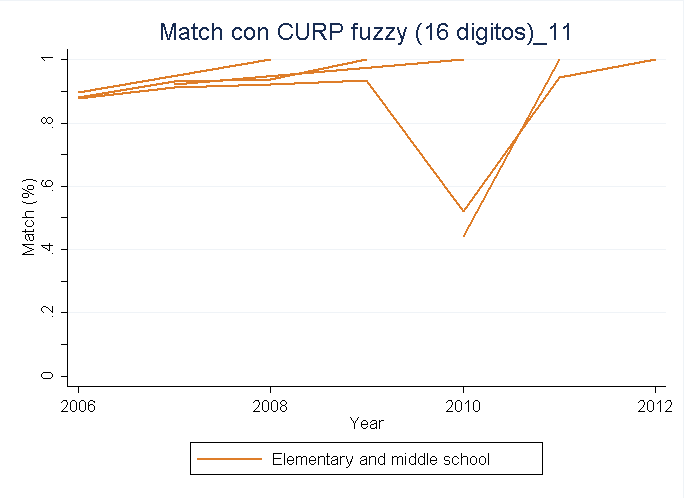 Match con CURP fuzzy (16 digitos)_11
Match (%)
1
.8
.6
.4
.2
0
2006
2008
2010
2012
Year
Elementary and middle school